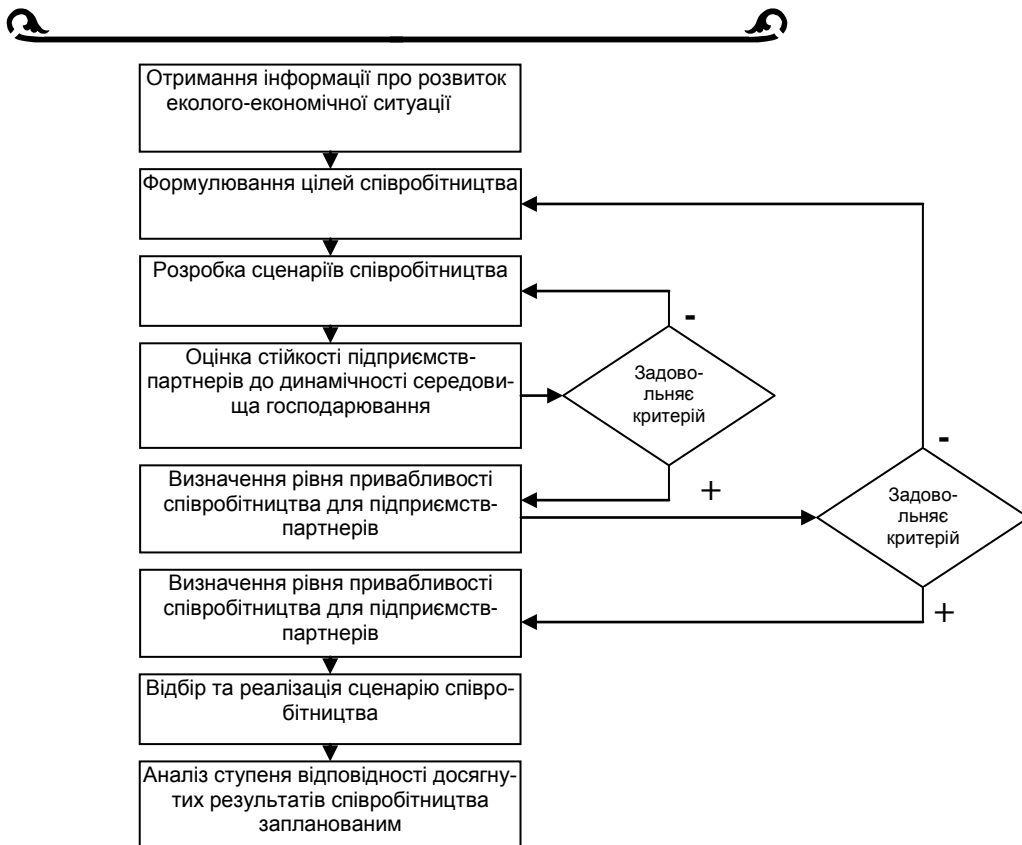 Отримання інформації про розвиток
еколого-економічної ситуації
Формулювання цілей співробітництва
Розробка сценаріїв співробітництва
-
Оцінка стійкості підприємств-
партнерів до динамічності середови-
ща господарювання
Задово-
льняє
критерій
-
+
Визначення рівня привабливості
співробітництва для підприємств-
партнерів
Задово-
льняє
критерій
+
Визначення рівня привабливості
співробітництва для підприємств-
партнерів
Відбір та реалізація сценарію співро-
бітництва
Аналіз ступеня відповідності досягну-
тих результатів співробітництва
запланованим